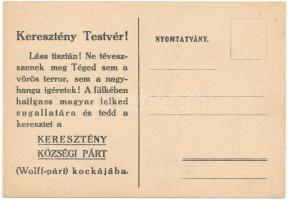 Keresztény Testvér!
Láss tisztán! Ne tévesz-
szenek meg Téged sem a
vörös terror, sem a nagy-
hangu igéretek! A fülkében
hallgass magyar lelked
sugallatára és tedd a
keresztet a
KERESZTÉNY
KÖZSÉGI PÁRT
(Wolff-párt) kockájába.
NYOMTATVÁNY.